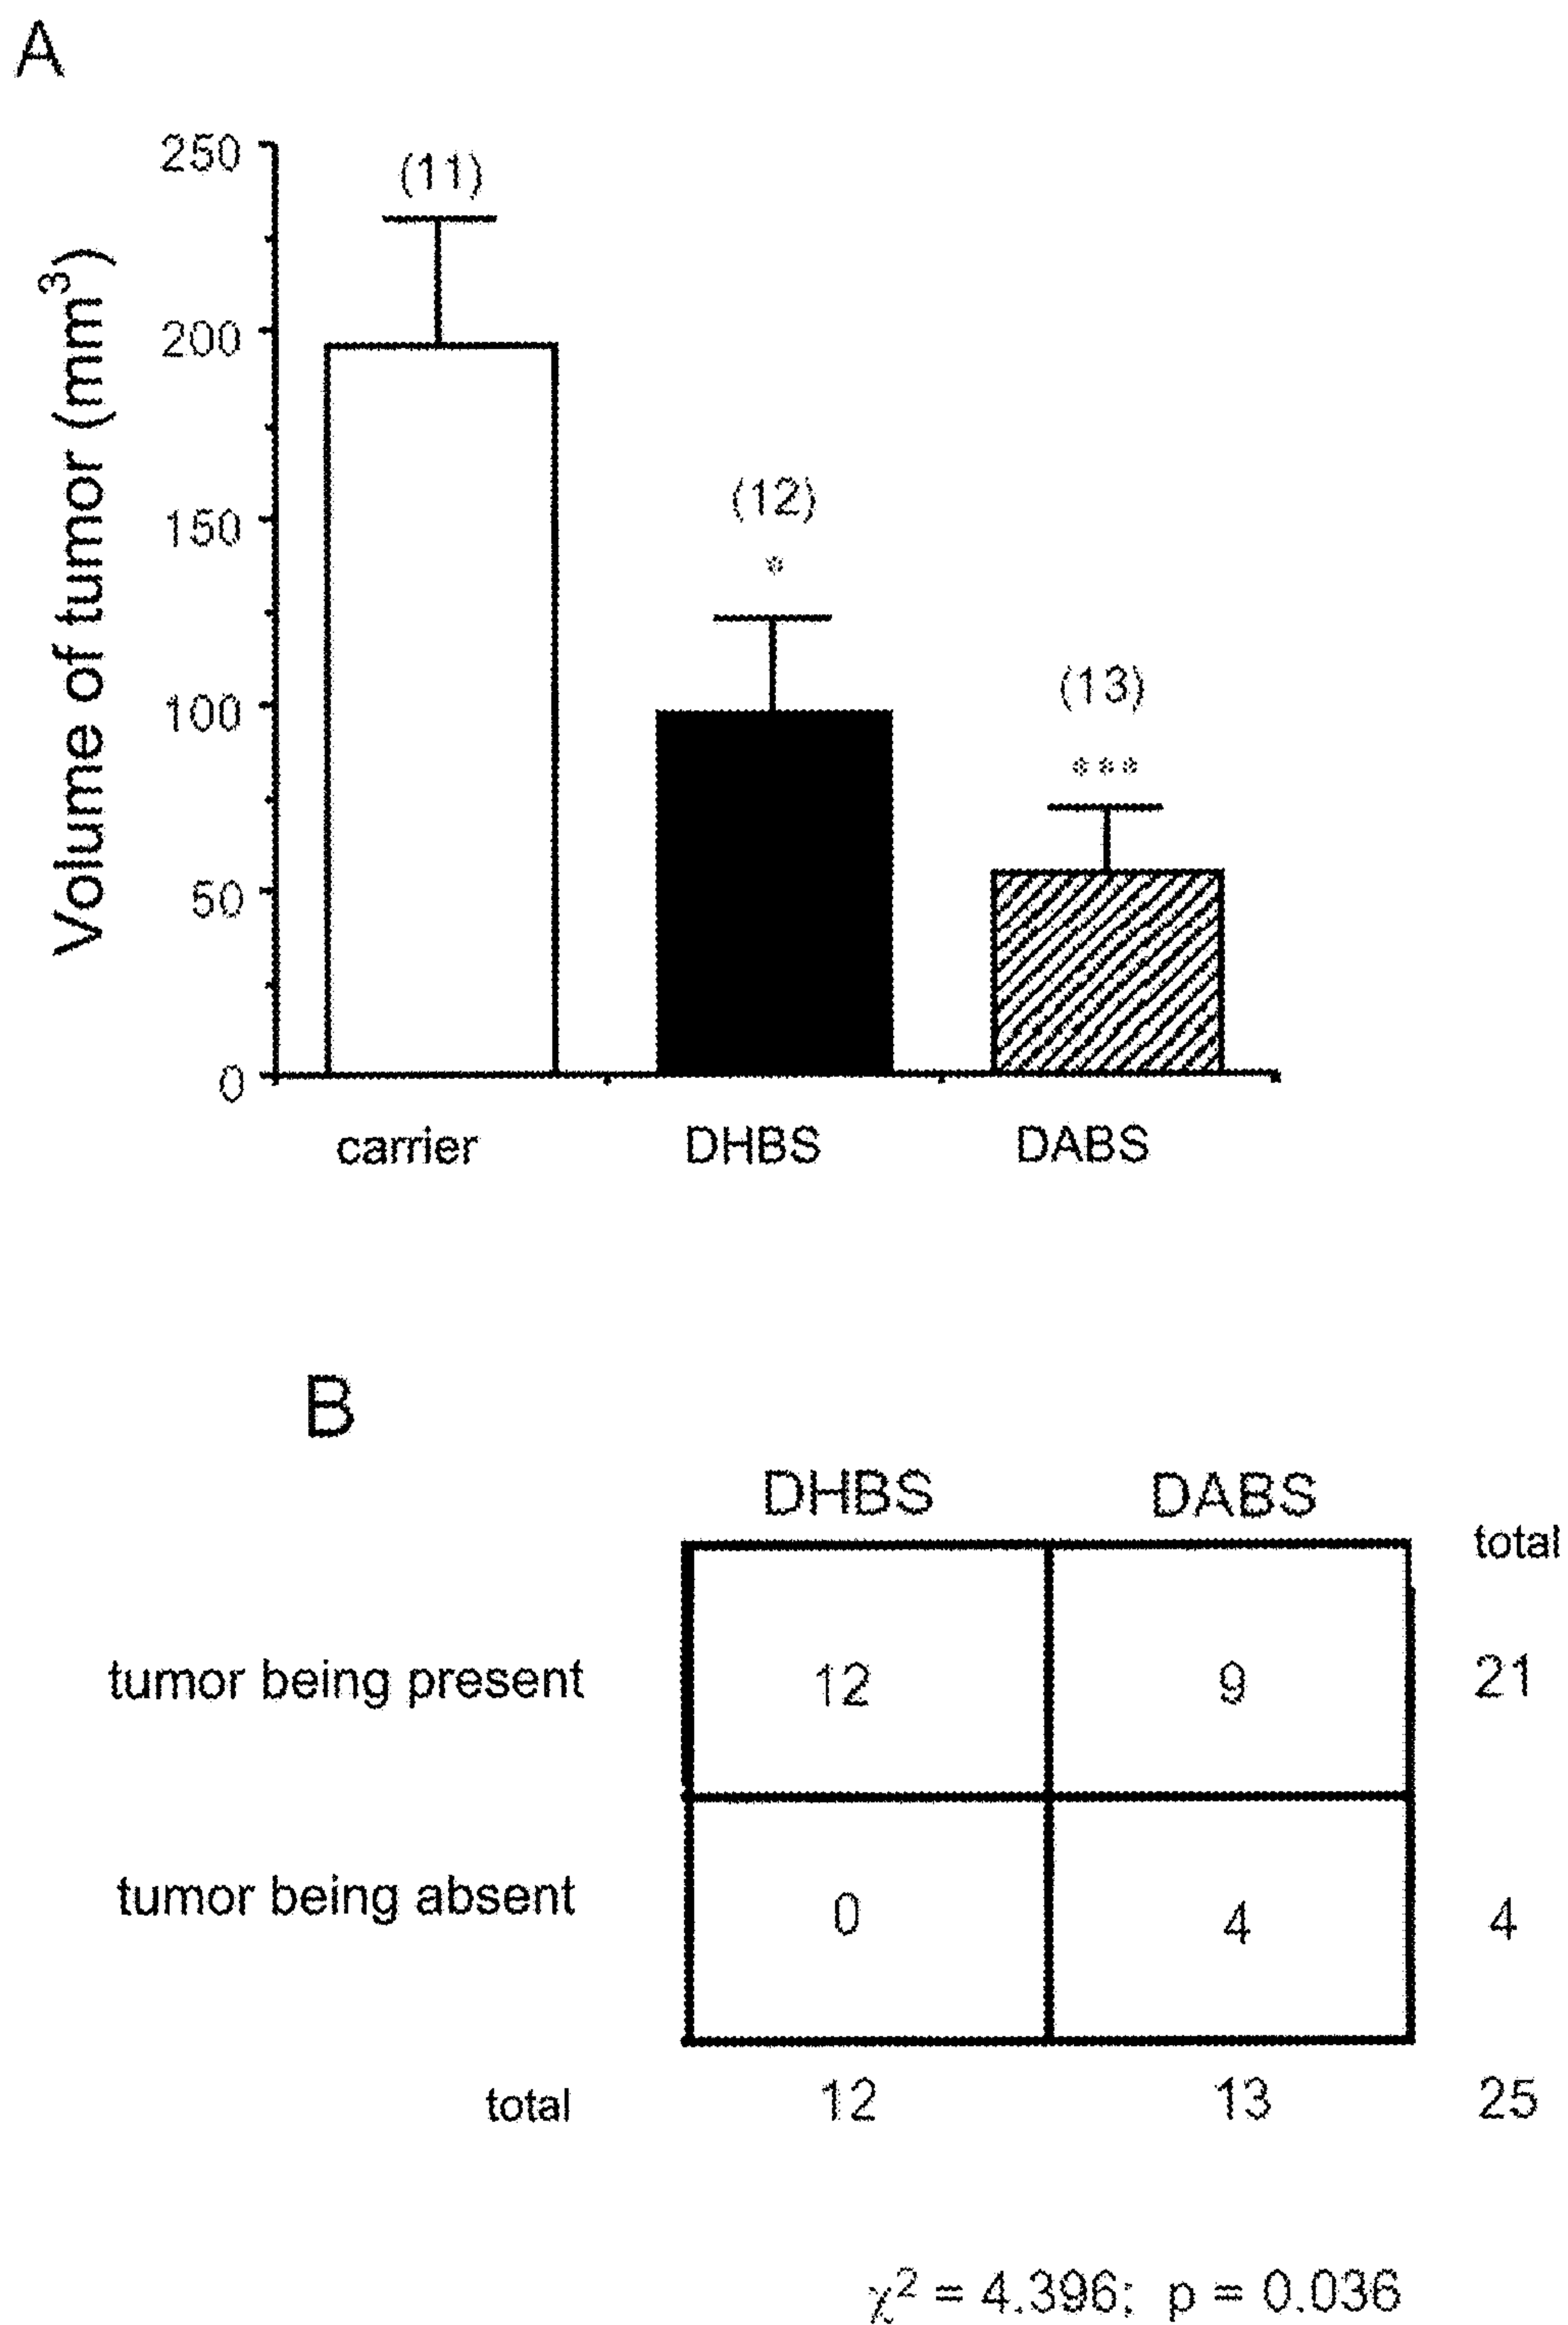 A
250
200
150
100
50
0
Volume of tumor (mm³)
(11)
(12)
*
(13)
***
carrier DHBS DABS
B
DHBS DABS
total
tumor being present 12 9 21
tumor being absent 0 4 4
total 12 13 25
χ² = 4.396; p = 0.036